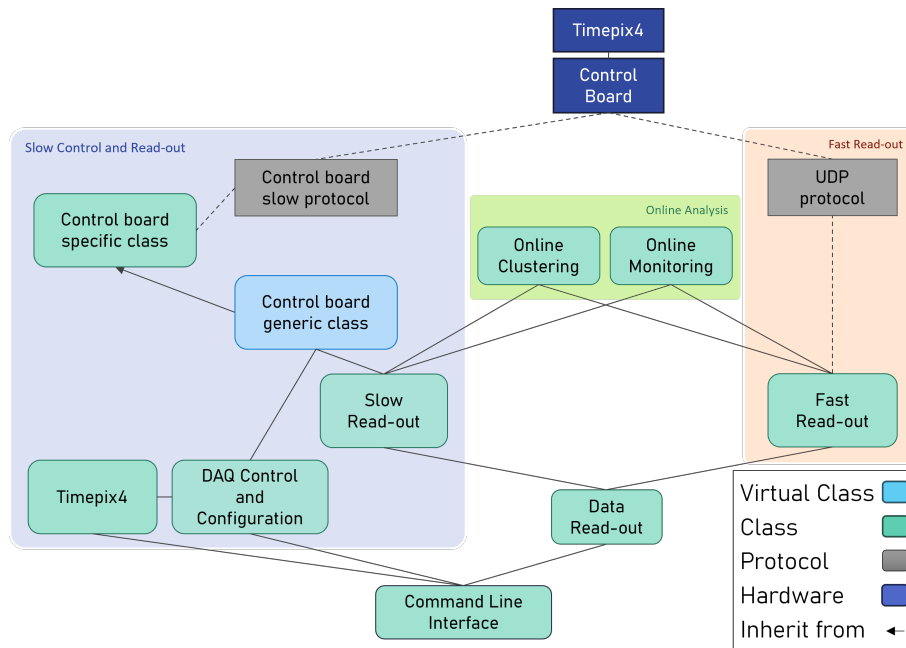 Timepix4
Control
Board
Slow Control and Read-out
Fast Read-out
Control board
slow protocol
UDP
protocol
Control board
specific class
Online Analysis
Online
Clustering
Online
Monitoring
Control board
generic class
Slow
Read-out
Fast
Read-out
Timepix4
DAQ Control
and
Configuration
Data
Read-out
Command Line
Interface
Virtual Class
Class
Protocol
Hardware
Inherit from